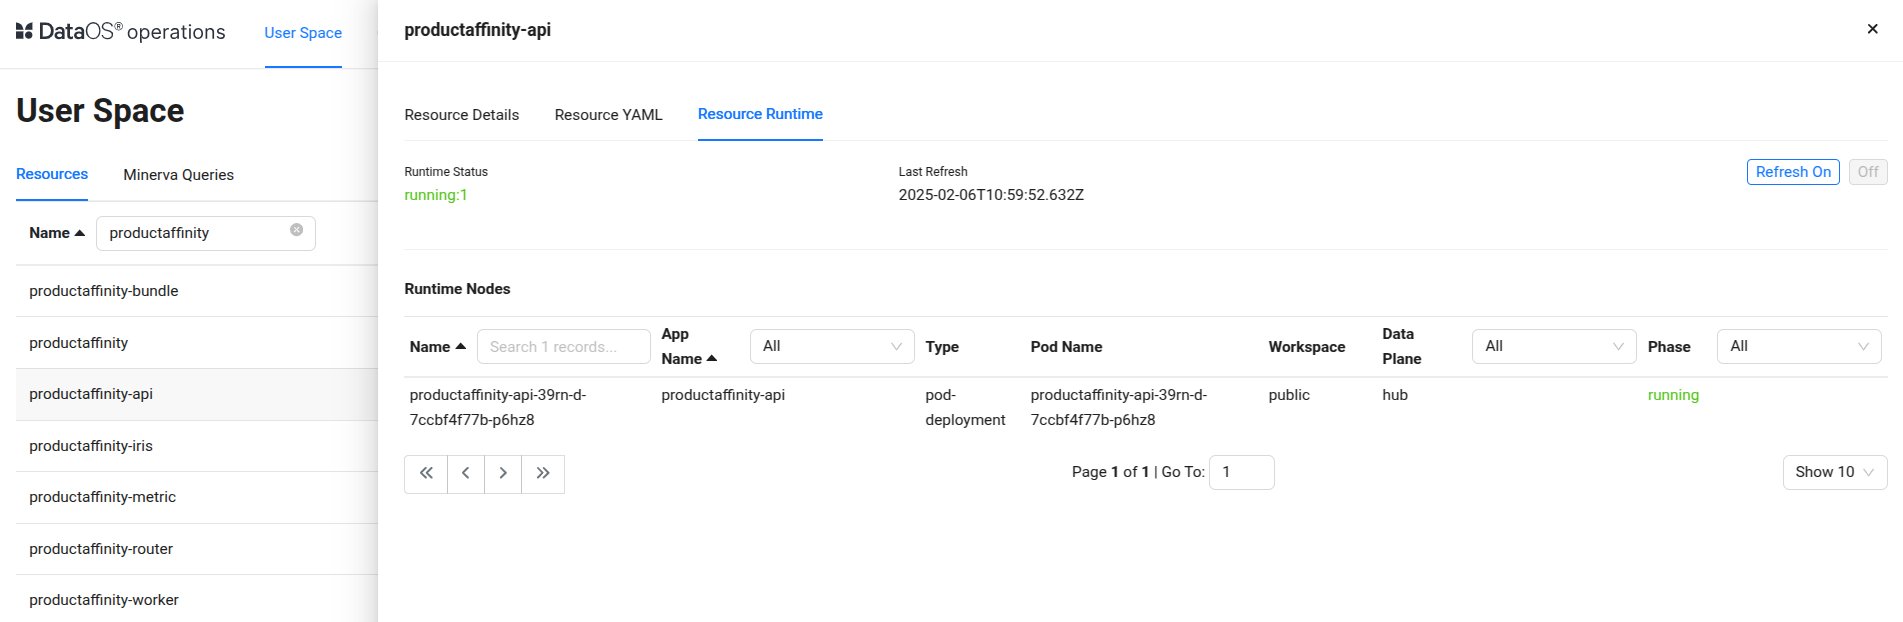 DataOS® operations
User Space
User Space
Resources
Minerva Queries
Name
productaffinity
productaffinity-bundle
productaffinity
productaffinity-api
productaffinity-iris
productaffinity-metric
productaffinity-router
productaffinity-worker
productaffinity-api
Resource Details
Resource YAML
Resource Runtime
Runtime Status
running:1
Last Refresh
2025-02-06T10:59:52.632Z
Refresh On
Off
Runtime Nodes
Name
Search 1 records...
App
Name
All
Type
Pod Name
Workspace
Data
Plane
All
Phase
All
productaffinity-api-39rn-d-
7ccbf4f77b-p6hz8
productaffinity-api
pod-
deployment
productaffinity-api-39rn-d-
7ccbf4f77b-p6hz8
public
hub
running
Page 1 of 1 | Go To: 1
Show 10